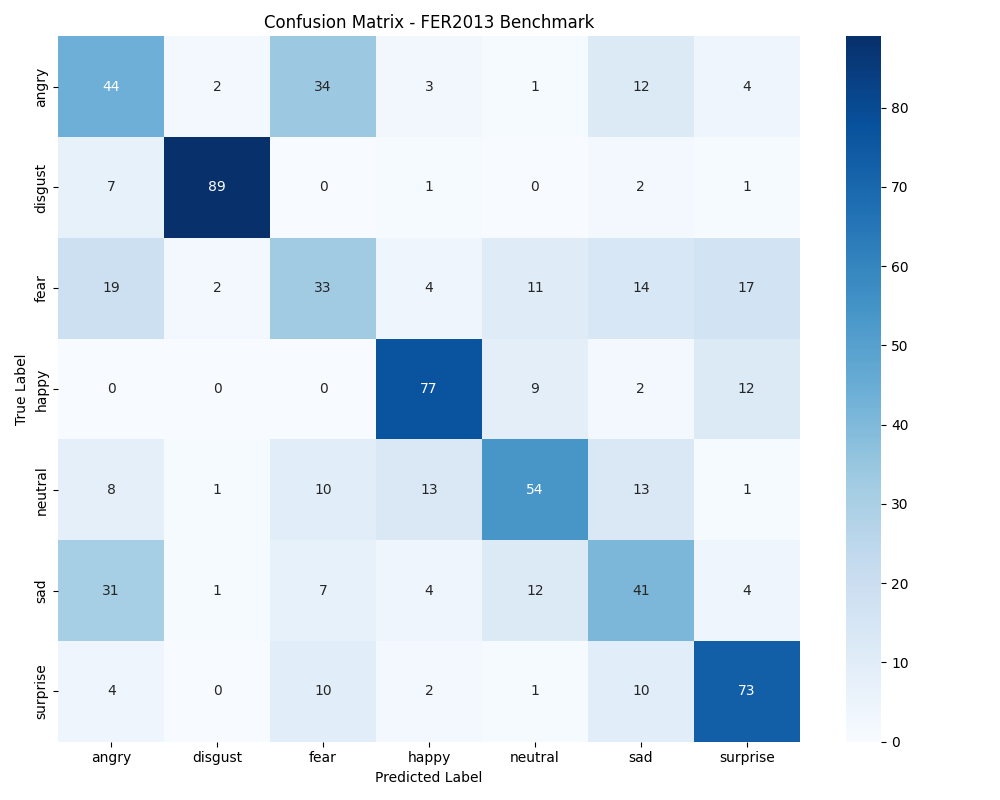 Confusion Matrix - FER2013 Benchmark
angry 44 2 34 3 1 12 4
disgust 7 89 0 1 0 2 1
fear 19 2 33 4 11 14 17
happy 0 0 0 77 9 2 12
neutral 8 1 10 13 54 13 1
sad 31 1 7 4 12 41 4
surprise 4 0 10 2 1 10 73
angry disgust fear happy neutral sad surprise
True Label
Predicted Label
80
70
60
50
40
30
20
10
0